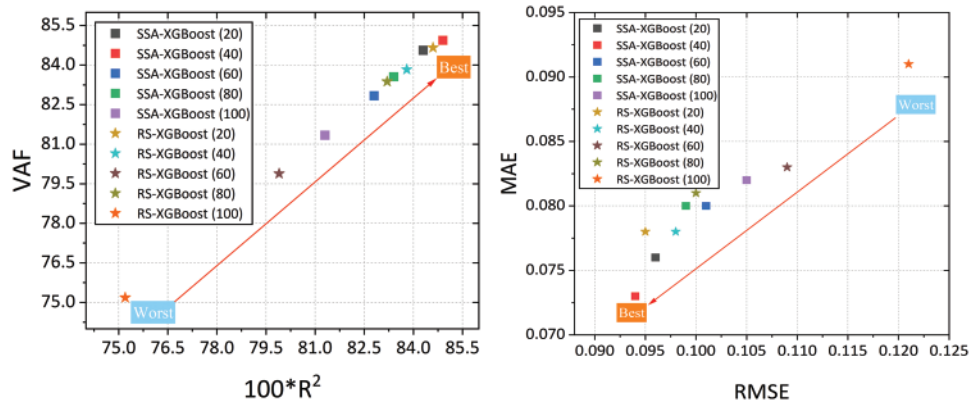 85.5
84.0
82.5
81.0
79.5
78.0
76.5
75.0
VAF
SSA-XGBoost (20)
SSA-XGBoost (40)
SSA-XGBoost (60)
SSA-XGBoost (80)
SSA-XGBoost (100)
RS-XGBoost (20)
RS-XGBoost (40)
RS-XGBoost (60)
RS-XGBoost (80)
RS-XGBoost (100)
Best
Worst
75.0 76.5 78.0 79.5 81.0 82.5 84.0 85.5
100*R²
0.095
0.090
0.085
0.080
0.075
0.070
MAE
SSA-XGBoost (20)
SSA-XGBoost (40)
SSA-XGBoost (60)
SSA-XGBoost (80)
SSA-XGBoost (100)
RS-XGBoost (20)
RS-XGBoost (40)
RS-XGBoost (60)
RS-XGBoost (80)
RS-XGBoost (100)
Worst
Best
0.090 0.095 0.100 0.105 0.110 0.115 0.120 0.125
RMSE